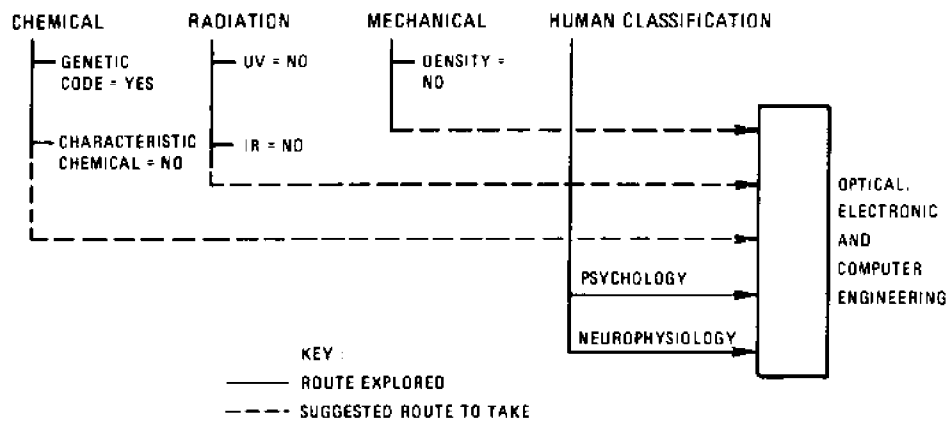 CHEMICAL RADIATION MECHANICAL HUMAN CLASSIFICATION
GENETIC
CODE = YES
UV = NO
DENSITY =
NO
CHARACTERISTIC
CHEMICAL = NO
IR = NO
OPTICAL,
ELECTRONIC
AND
COMPUTER
ENGINEERING
PSYCHOLOGY
NEUROPHYSIOLOGY
KEY :
ROUTE EXPLORED
SUGGESTED ROUTE TO TAKE